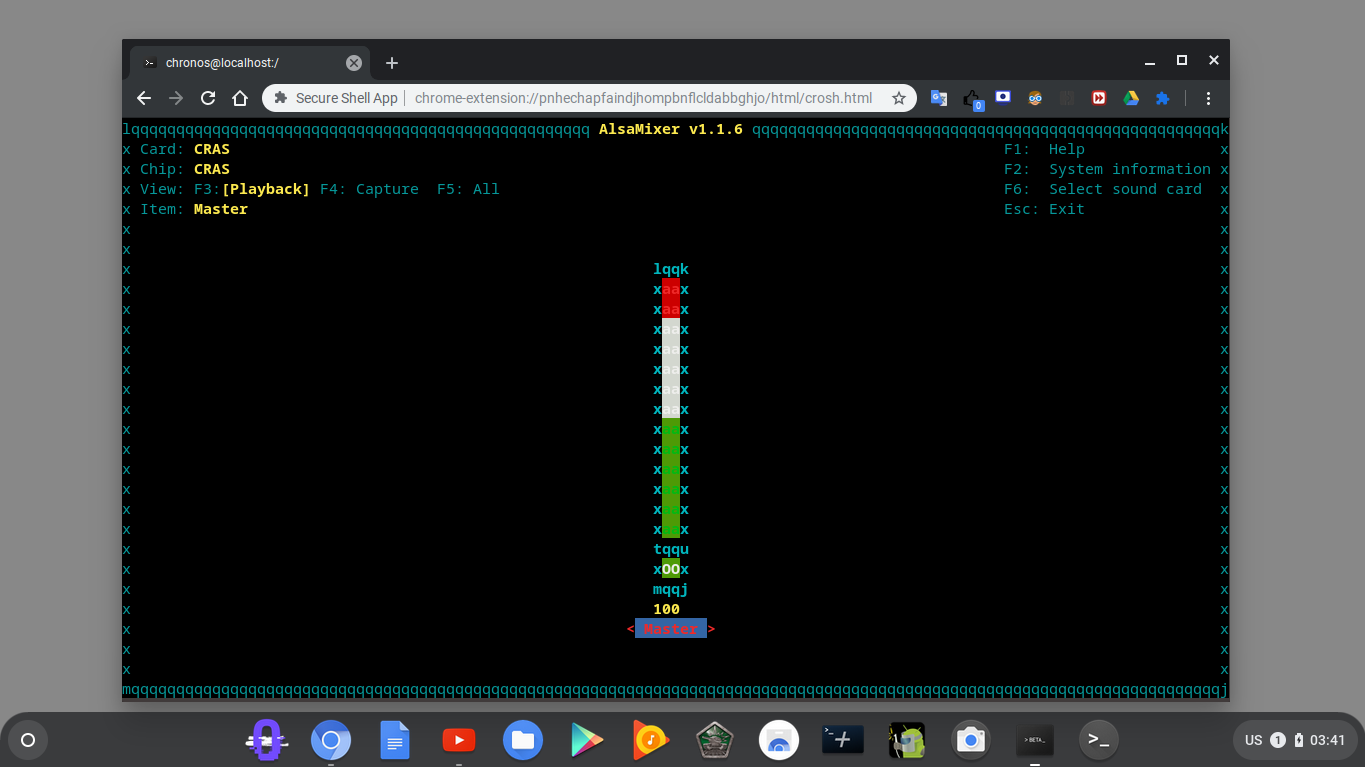 chronos@localhost:/
Secure Shell App | chrome-extension://pnhechapfaindjhompbnflcldabbghjo/html/crosh.html
0
lqqqqqqqqqqqqqqqqqqqqqqqqqqqqqqqqqqqqqqqqqqqqqqqqqqq AlsaMixer v1.1.6 qqqqqqqqqqqqqqqqqqqqqqqqqqqqqqqqqqqqqqqqqqqqqqqqqqqqk
x Card: CRAS F1: Help x
x Chip: CRAS F2: System information x
x View: F3:[Playback] F4: Capture F5: All F6: Select sound card x
x Item: Master Esc: Exit x
x x
x x
x lqqk x
x xaax x
x xaax x
x xaax x
x xaax x
x xaax x
x xaax x
x xaax x
x xaax x
x xaax x
x xaax x
x xaax x
x xaax x
x xaax x
x tqqu x
x xOOx x
x mqqj x
x 100 x
x < Master > x
x x
x x
mqqqqqqqqqqqqqqqqqqqqqqqqqqqqqqqqqqqqqqqqqqqqqqqqqqqqqqqqqqqqqqqqqqqqqqqqqqqqqqqqqqqqqqqqqqqqqqqqqqqqqqqqqqqqqqqqqqqqqqqqqj
> BETA_
>_
US 1 03:41